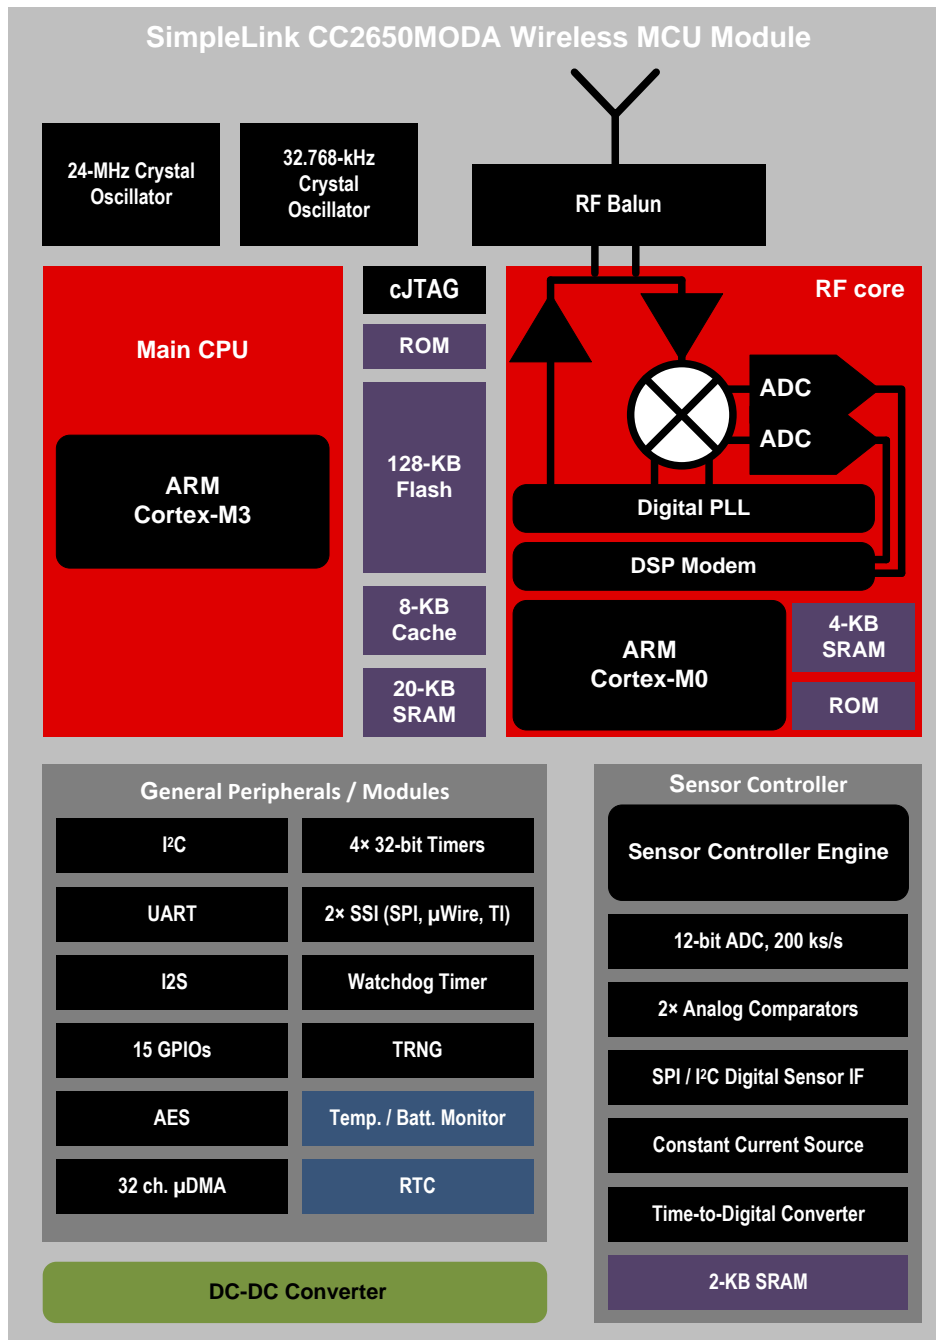 SimpleLink CC2650MODA Wireless MCU Module
24-MHz Crystal
Oscillator
32.768-kHz
Crystal
Oscillator
RF Balun
Main CPU
ARM
Cortex-M3
cJTAG
ROM
128-KB
Flash
8-KB
Cache
20-KB
SRAM
RF core
ADC
ADC
Digital PLL
DSP Modem
ARM
Cortex-M0
4-KB
SRAM
ROM
General Peripherals / Modules
I²C
4× 32-bit Timers
UART
2× SSI (SPI, µWire, TI)
I2S
Watchdog Timer
15 GPIOs
TRNG
AES
Temp. / Batt. Monitor
32 ch. µDMA
RTC
Sensor Controller
Sensor Controller Engine
12-bit ADC, 200 ks/s
2× Analog Comparators
SPI / I²C Digital Sensor IF
Constant Current Source
Time-to-Digital Converter
2-KB SRAM
DC-DC Converter